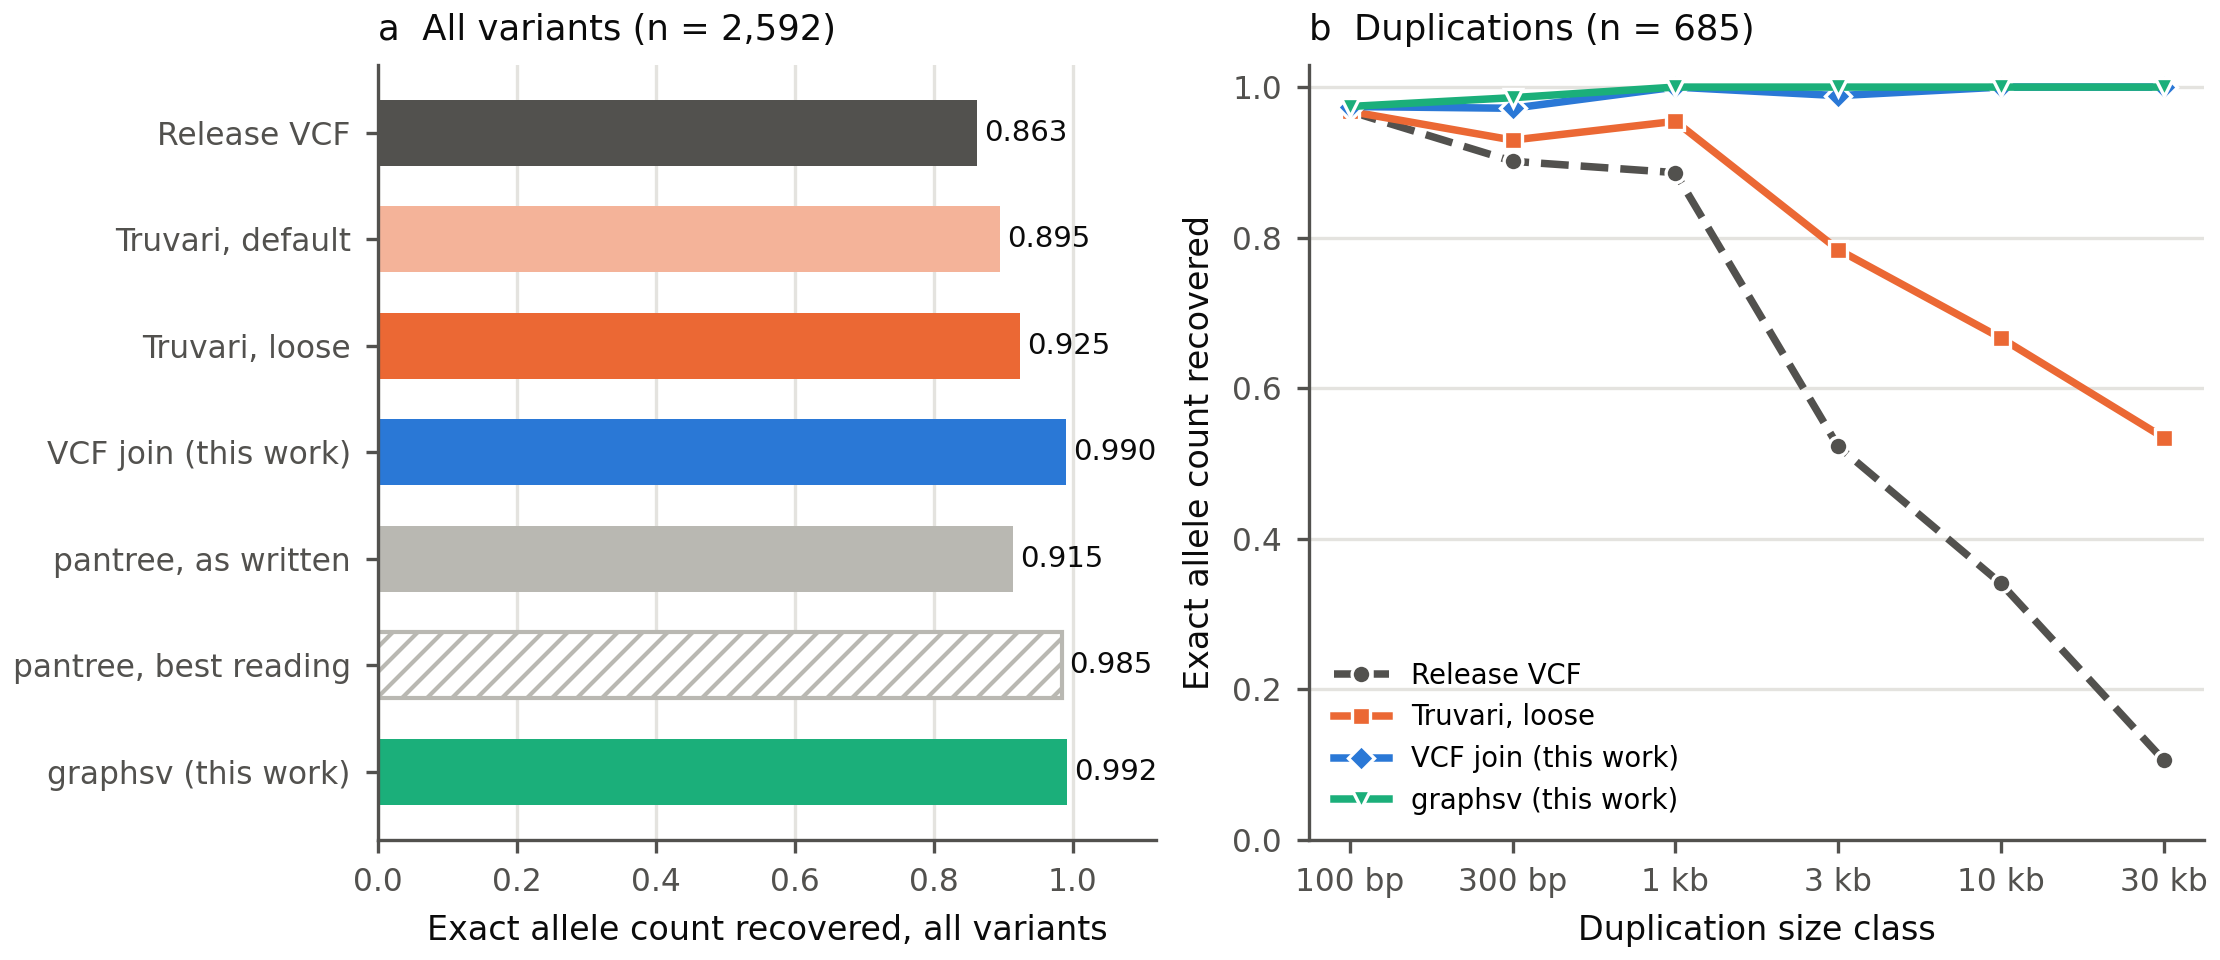 a  All variants (n = 2,592)
Release VCF
0.863
Truvari, default
0.895
Truvari, loose
0.925
VCF join (this work)
0.990
pantree, as written
0.915
pantree, best reading
0.985
graphsv (this work)
0.992
0.0 0.2 0.4 0.6 0.8 1.0
Exact allele count recovered, all variants
b  Duplications (n = 685)
Exact allele count recovered
1.0
0.8
0.6
0.4
0.2
0.0
Release VCF
Truvari, loose
VCF join (this work)
graphsv (this work)
100 bp 300 bp 1 kb 3 kb 10 kb 30 kb
Duplication size class